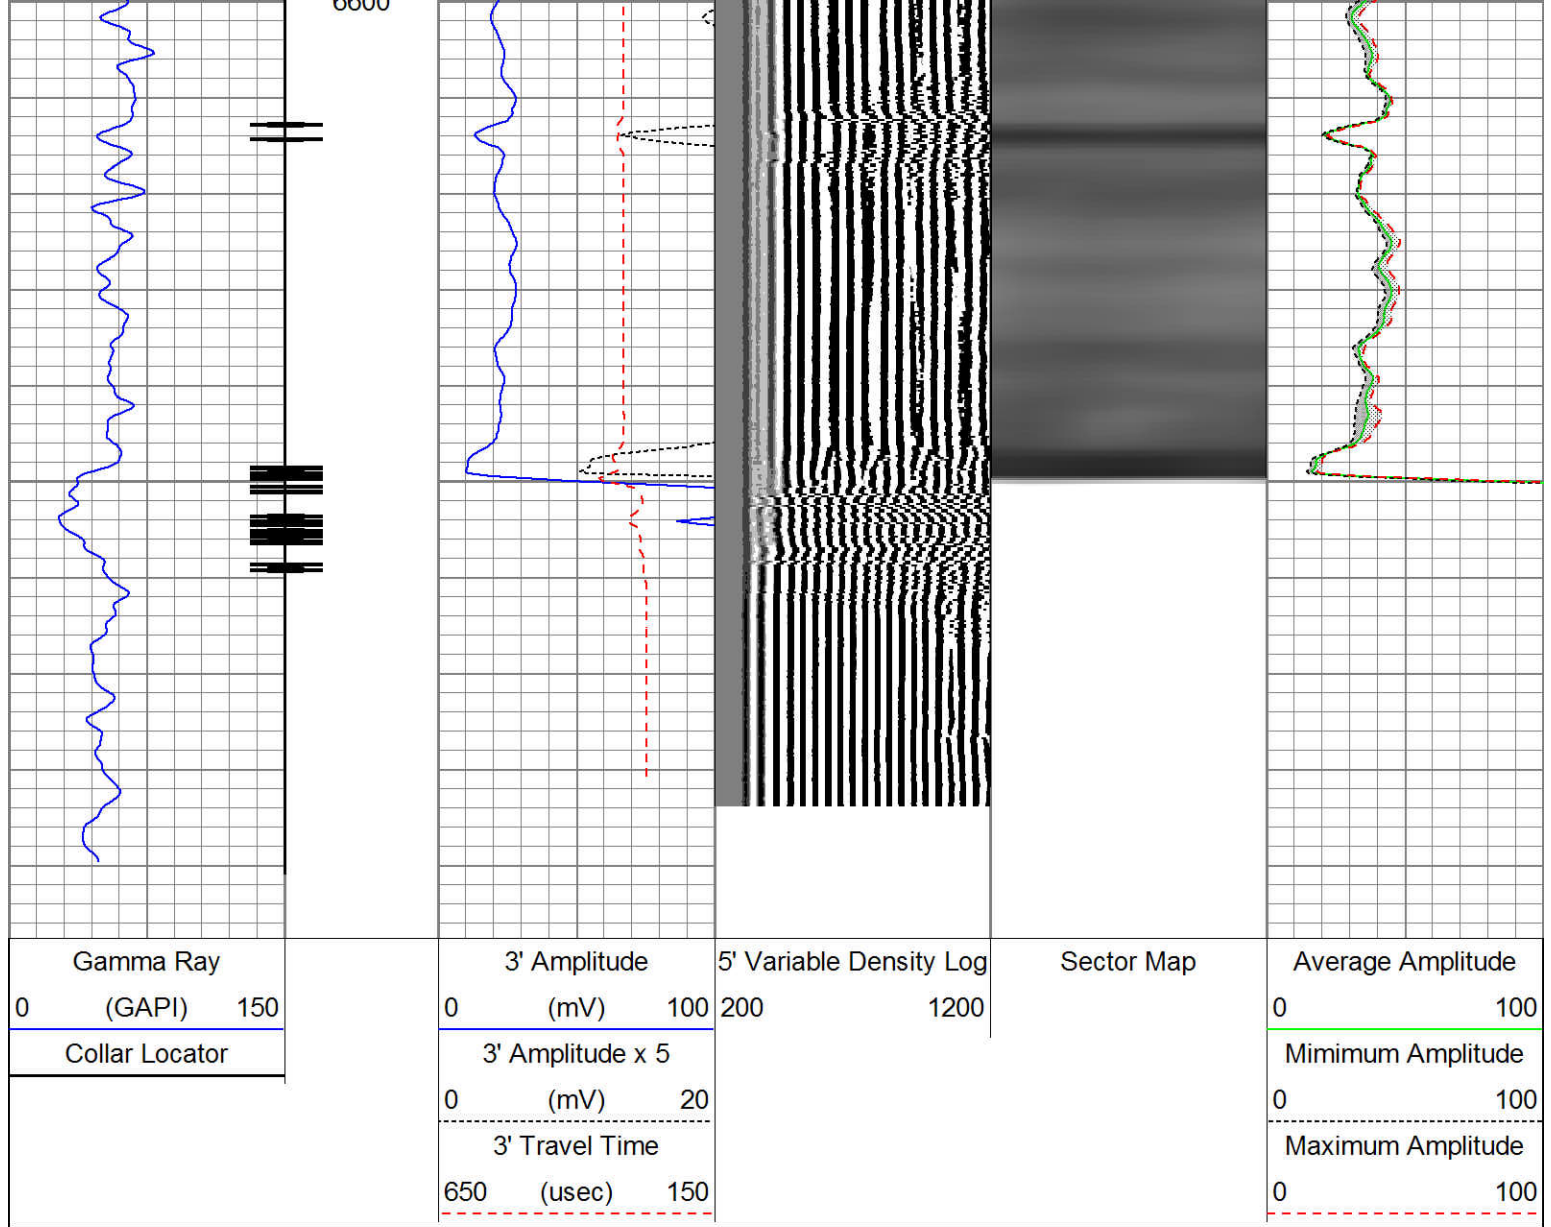 6600
Gamma Ray
0 (GAPI) 150
Collar Locator
3' Amplitude
0 (mV) 100
3' Amplitude x 5
0 (mV) 20
3' Travel Time
650 (usec) 150
5' Variable Density Log
200 1200
Sector Map
Average Amplitude
0 100
Mimimum Amplitude
0 100
Maximum Amplitude
0 100